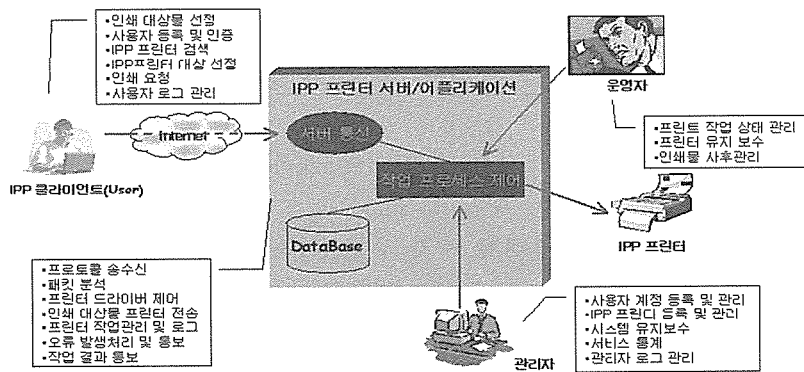 •인쇄 대상물 선정
•사용자 등록 및 인증
•IPP 프린터 검색
•IPP프린터 대상 선정
•인쇄 요청
•사용자 로그 관리
IPP 프린터 서버/어플리케이션
운영자
•프린트 작업 상태 관리
•프린터 유지 보수
•인쇄물 사후관리
Internet
서버 통신
IPP 클라이언트(User)
작업 프로세스 제어
IPP 프린터
DataBase
•프로토콜 송수신
•패킷 분석
•프린터 드라이버 제어
•인쇄 대상물 프린터 전송
•프린터 작업관리 및 로그
•오류 발생처리 및 통보
•작업 결과 통보
관리자
•사용자 계정 등록 및 관리
•IPP 프린터 등록 및 관리
•시스템 유지보수
•서비스 통계
•관리자 로그 관리